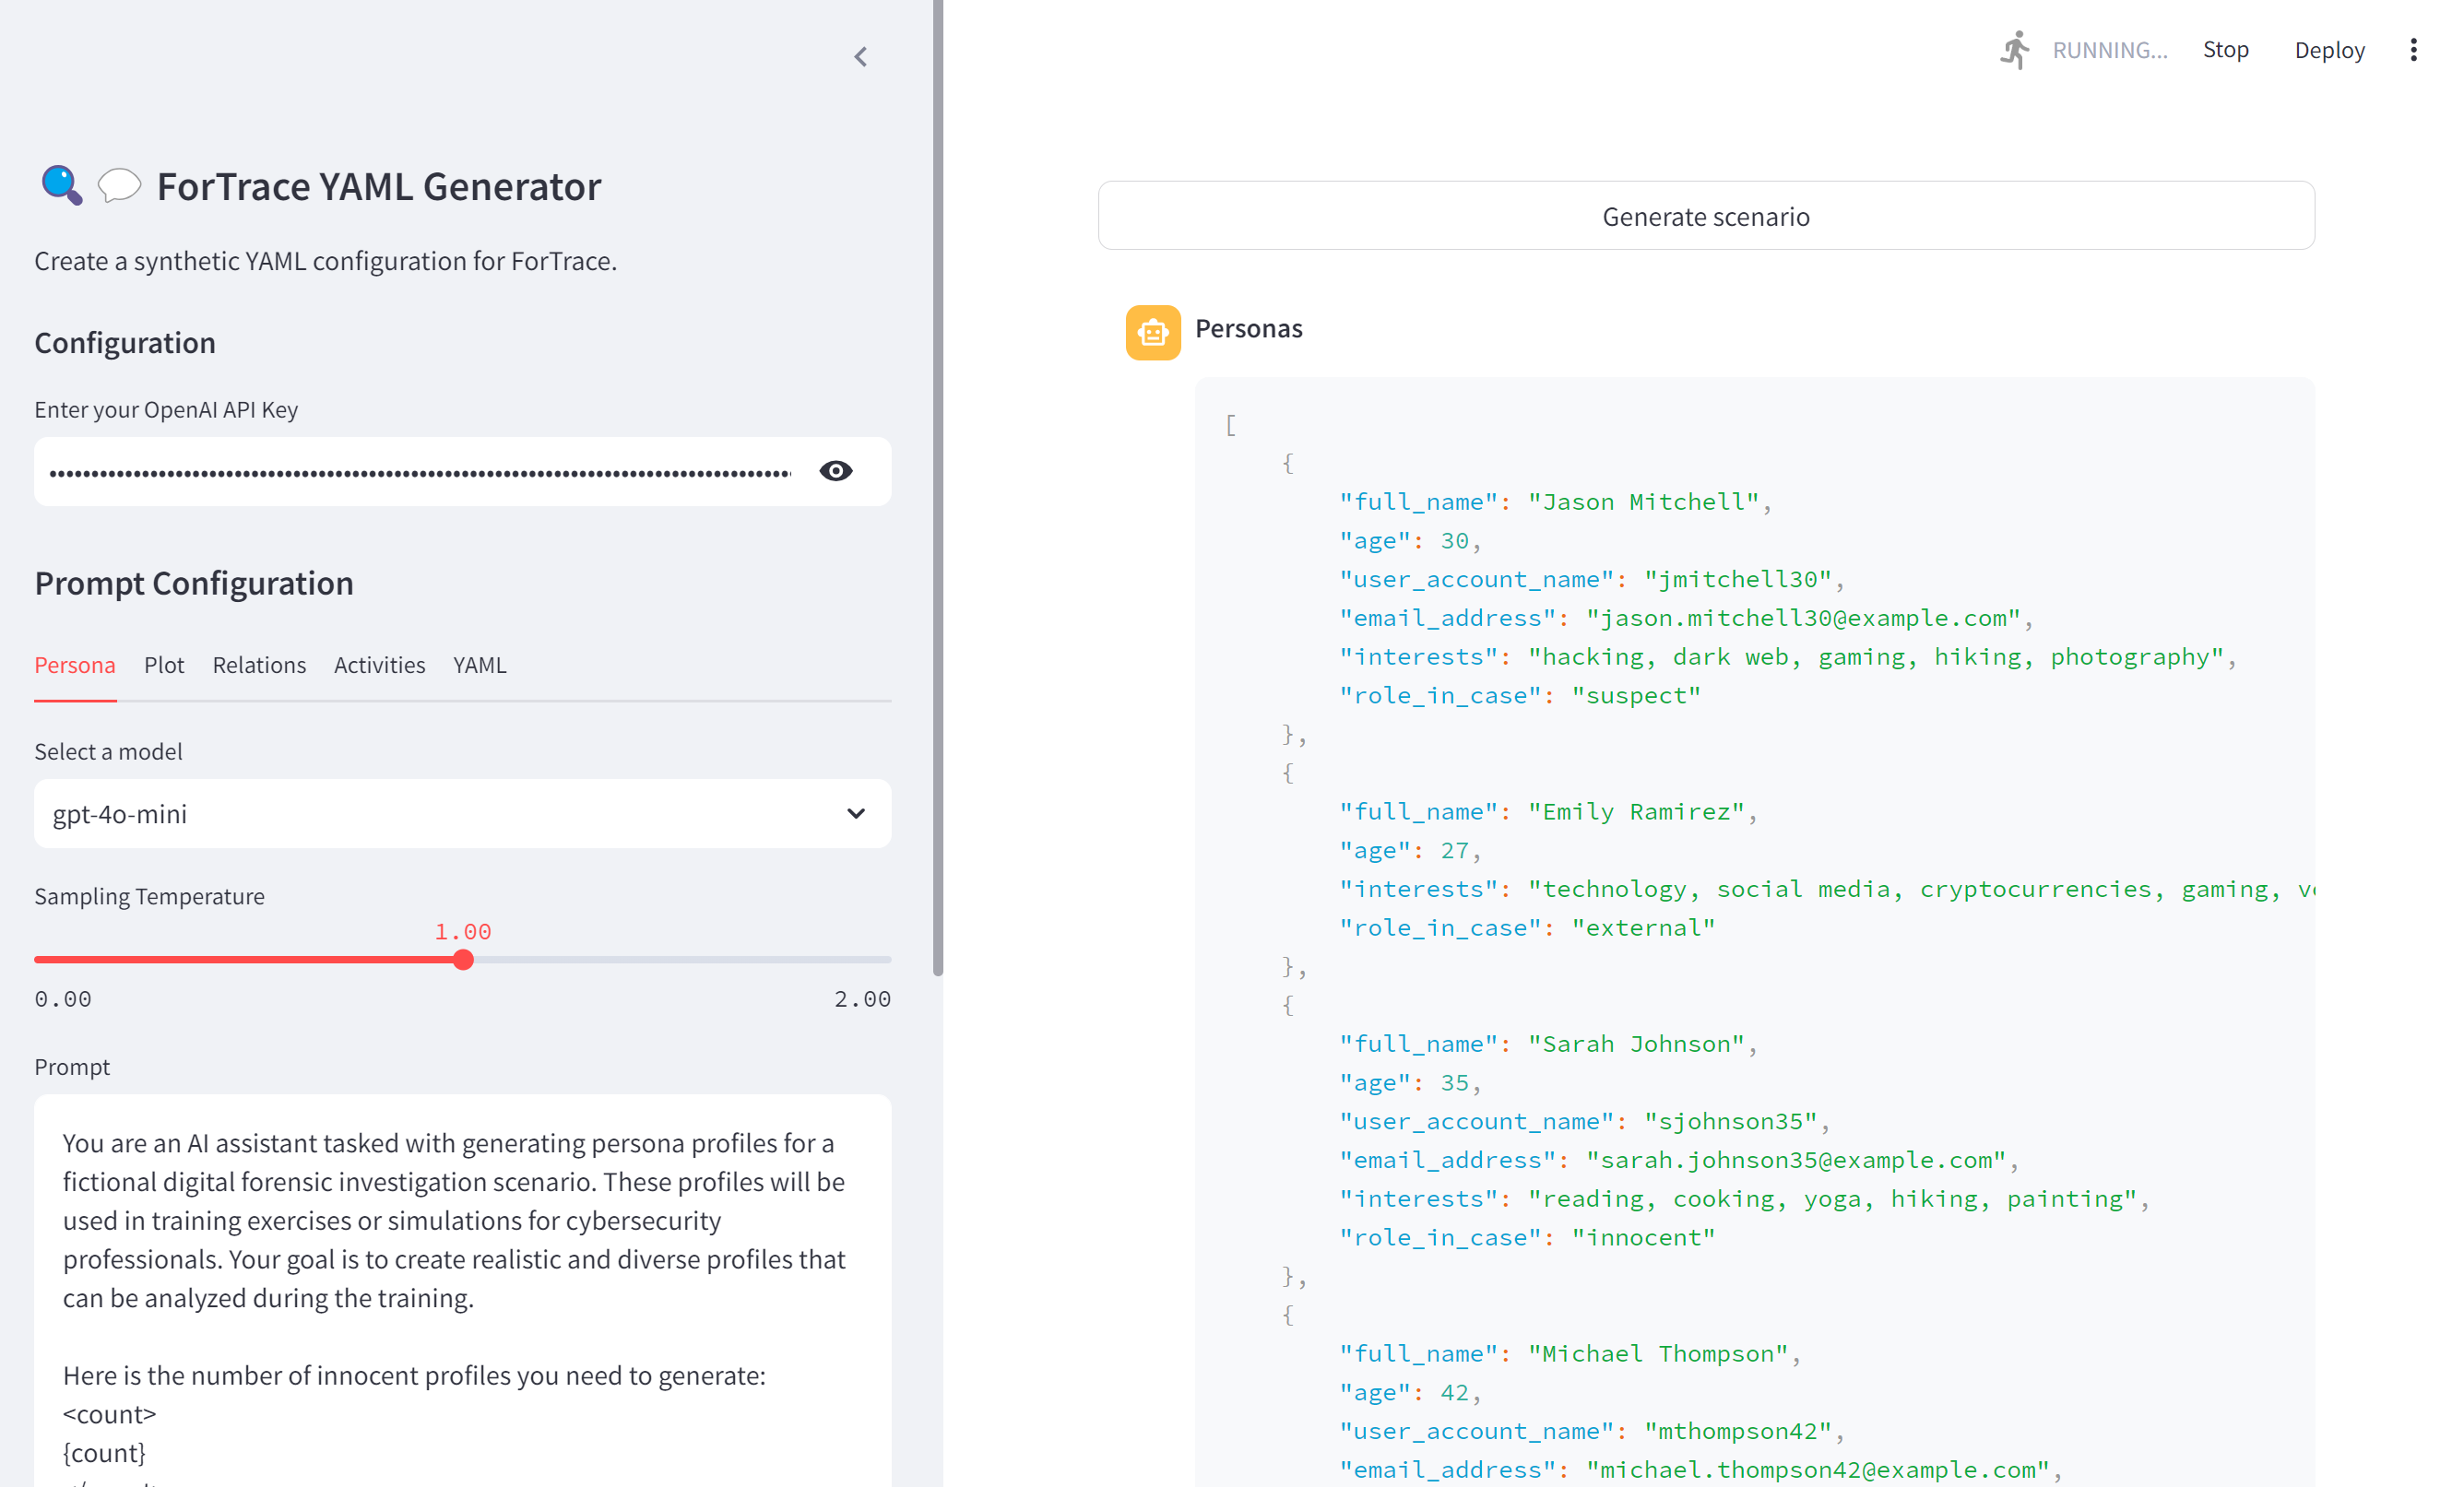 ForTrace YAML Generator
Create a synthetic YAML configuration for ForTrace.
Configuration
Enter your OpenAI API Key
Prompt Configuration
Persona Plot Relations Activities YAML
Select a model
gpt-4o-mini
Sampling Temperature
1.00
0.00 2.00
Prompt
You are an AI assistant tasked with generating persona profiles for a
fictional digital forensic investigation scenario. These profiles will be
used in training exercises or simulations for cybersecurity
professionals. Your goal is to create realistic and diverse profiles that
can be analyzed during the training.
Here is the number of innocent profiles you need to generate:
<count>
{count}
RUNNING... Stop Deploy
Generate scenario
Personas
[
{
"full_name": "Jason Mitchell",
"age": 30,
"user_account_name": "jmitchell30",
"email_address": "jason.mitchell30@example.com",
"interests": "hacking, dark web, gaming, hiking, photography",
"role_in_case": "suspect"
},
{
"full_name": "Emily Ramirez",
"age": 27,
"interests": "technology, social media, cryptocurrencies, gaming,
"role_in_case": "external"
},
{
"full_name": "Sarah Johnson",
"age": 35,
"user_account_name": "sjohnson35",
"email_address": "sarah.johnson35@example.com",
"interests": "reading, cooking, yoga, hiking, painting",
"role_in_case": "innocent"
},
{
"full_name": "Michael Thompson",
"age": 42,
"user_account_name": "mthompson42",
"email_address": "michael.thompson42@example.com",